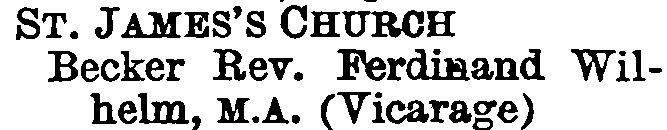 ST. JAMES'S CHURCH
Becker Rev. Ferdinand Wil-
helm, M.A. (Vicarage)